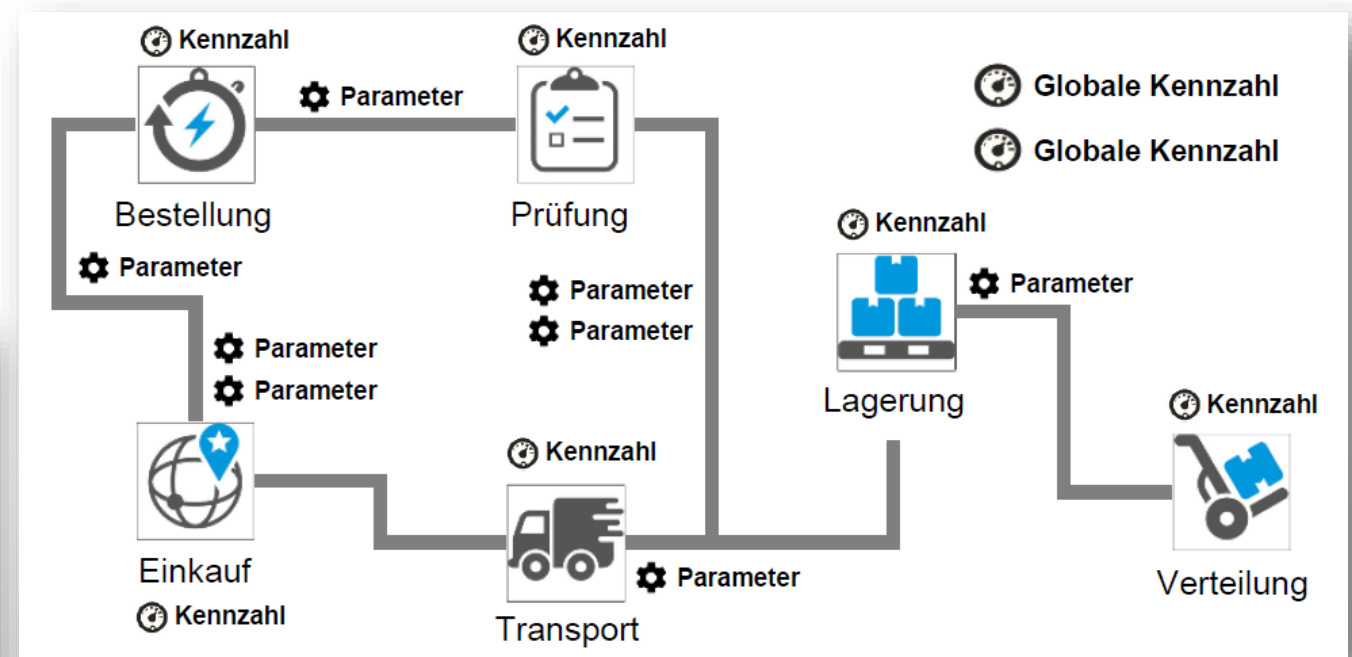 Kennzahl
Kennzahl
Parameter
Globale Kennzahl
Globale Kennzahl
Bestellung
Prüfung
Kennzahl
Parameter
Parameter
Parameter
Parameter
Parameter
Parameter
Lagerung
Kennzahl
Kennzahl
Einkauf
Parameter
Verteilung
Kennzahl
Transport